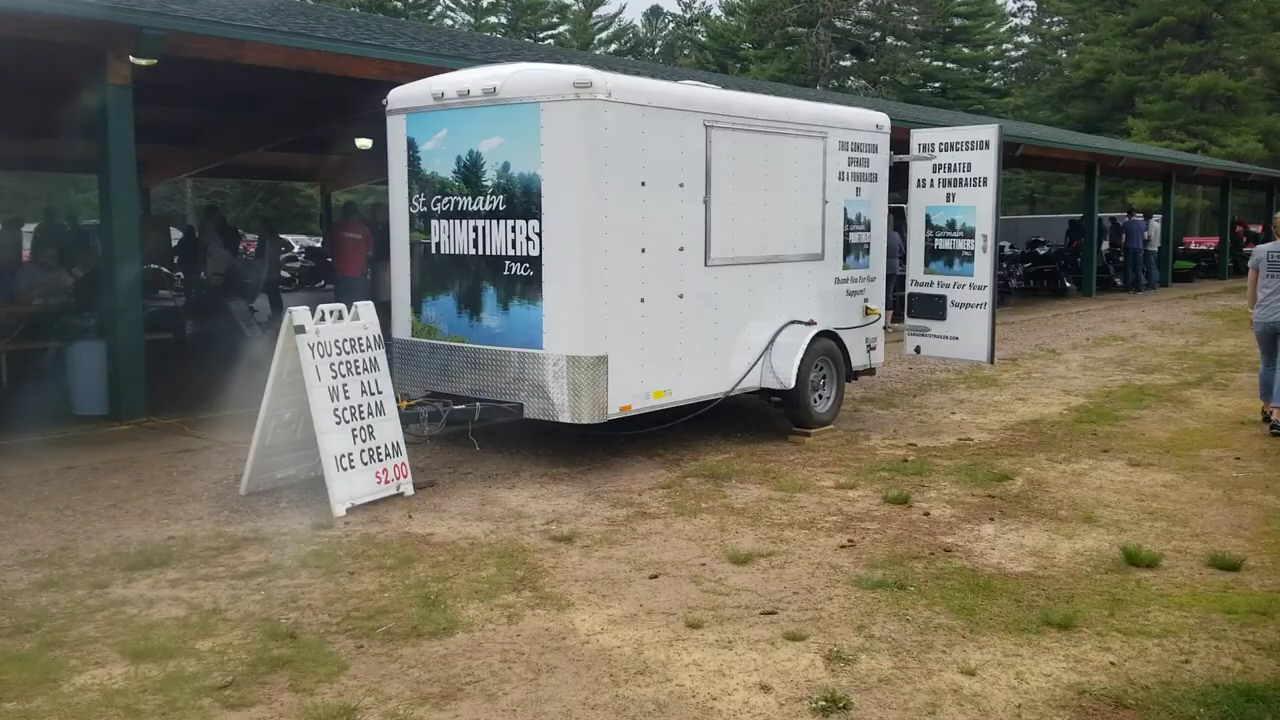 St. Germain
PRIMETIMERS
Inc.
YOU SCREAM
I SCREAM
WE ALL
SCREAM
FOR
ICE CREAM
$2.00
THIS CONCESSION
OPERATED
AS A FUNDRAISER
BY
St. Germain
Thank You For Your
Support!
THIS CONCESSION
OPERATED
AS A FUNDRAISER
BY
St. Germain
PRIMETIMERS
Inc.
Thank You For Your
Support!
CARGOMATETRAILER.COM